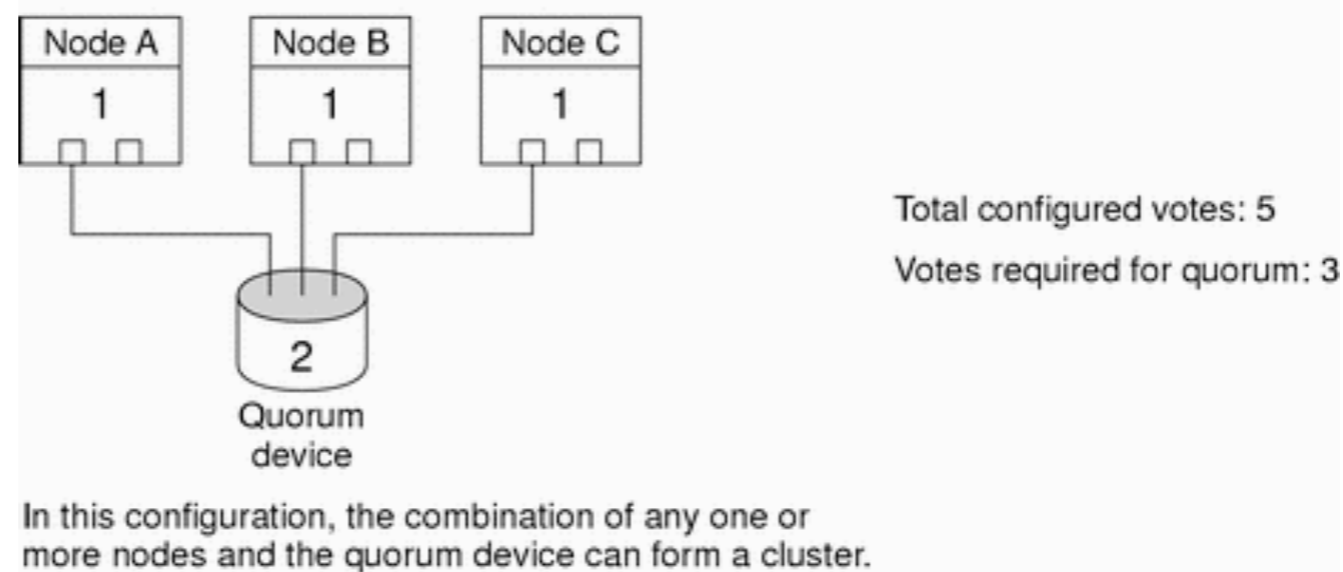 Node A
Node B
Node C
1
1
1
Total configured votes: 5
Votes required for quorum: 3
2
Quorum
device
In this configuration, the combination of any one or
more nodes and the quorum device can form a cluster.